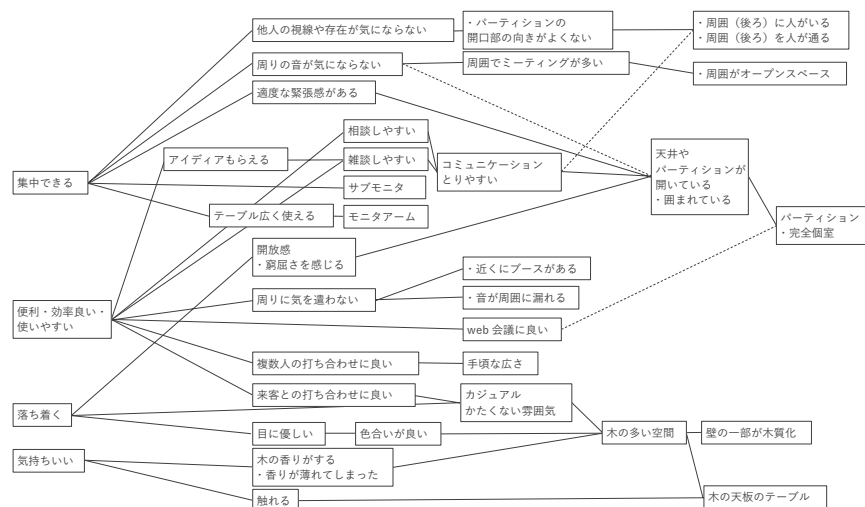 他人の視線や存在が気にならない
・パーティションの
開口部の向きがよくない
・周囲（後ろ）に人がいる
・周囲（後ろ）を人が通る
周りの音が気にならない
周囲でミーティングが多い
・周囲がオープンスペース
適度な緊張感がある
相談しやすい
アイディアもらえる
雑談しやすい
コミュニケーション
とりやすい
天井や
パーティションが
開いている
・囲まれている
集中できる
サブモニタ
テーブル広く使える
モニタアーム
パーティション
・完全個室
開放感
・窮屈さを感じる
・近くにブースがある
周りに気を遣わない
・音が周囲に漏れる
便利・効率良い・
使いやすい
web 会議に良い
複数人の打ち合わせに良い
手頃な広さ
来客との打ち合わせに良い
カジュアル
かたくない雰囲気
落ち着く
目に優しい
色合いが良い
木の多い空間
壁の一部が木質化
気持ちいい
木の香りがする
・香りが薄れてしまった
触れる
木の天板のテーブル